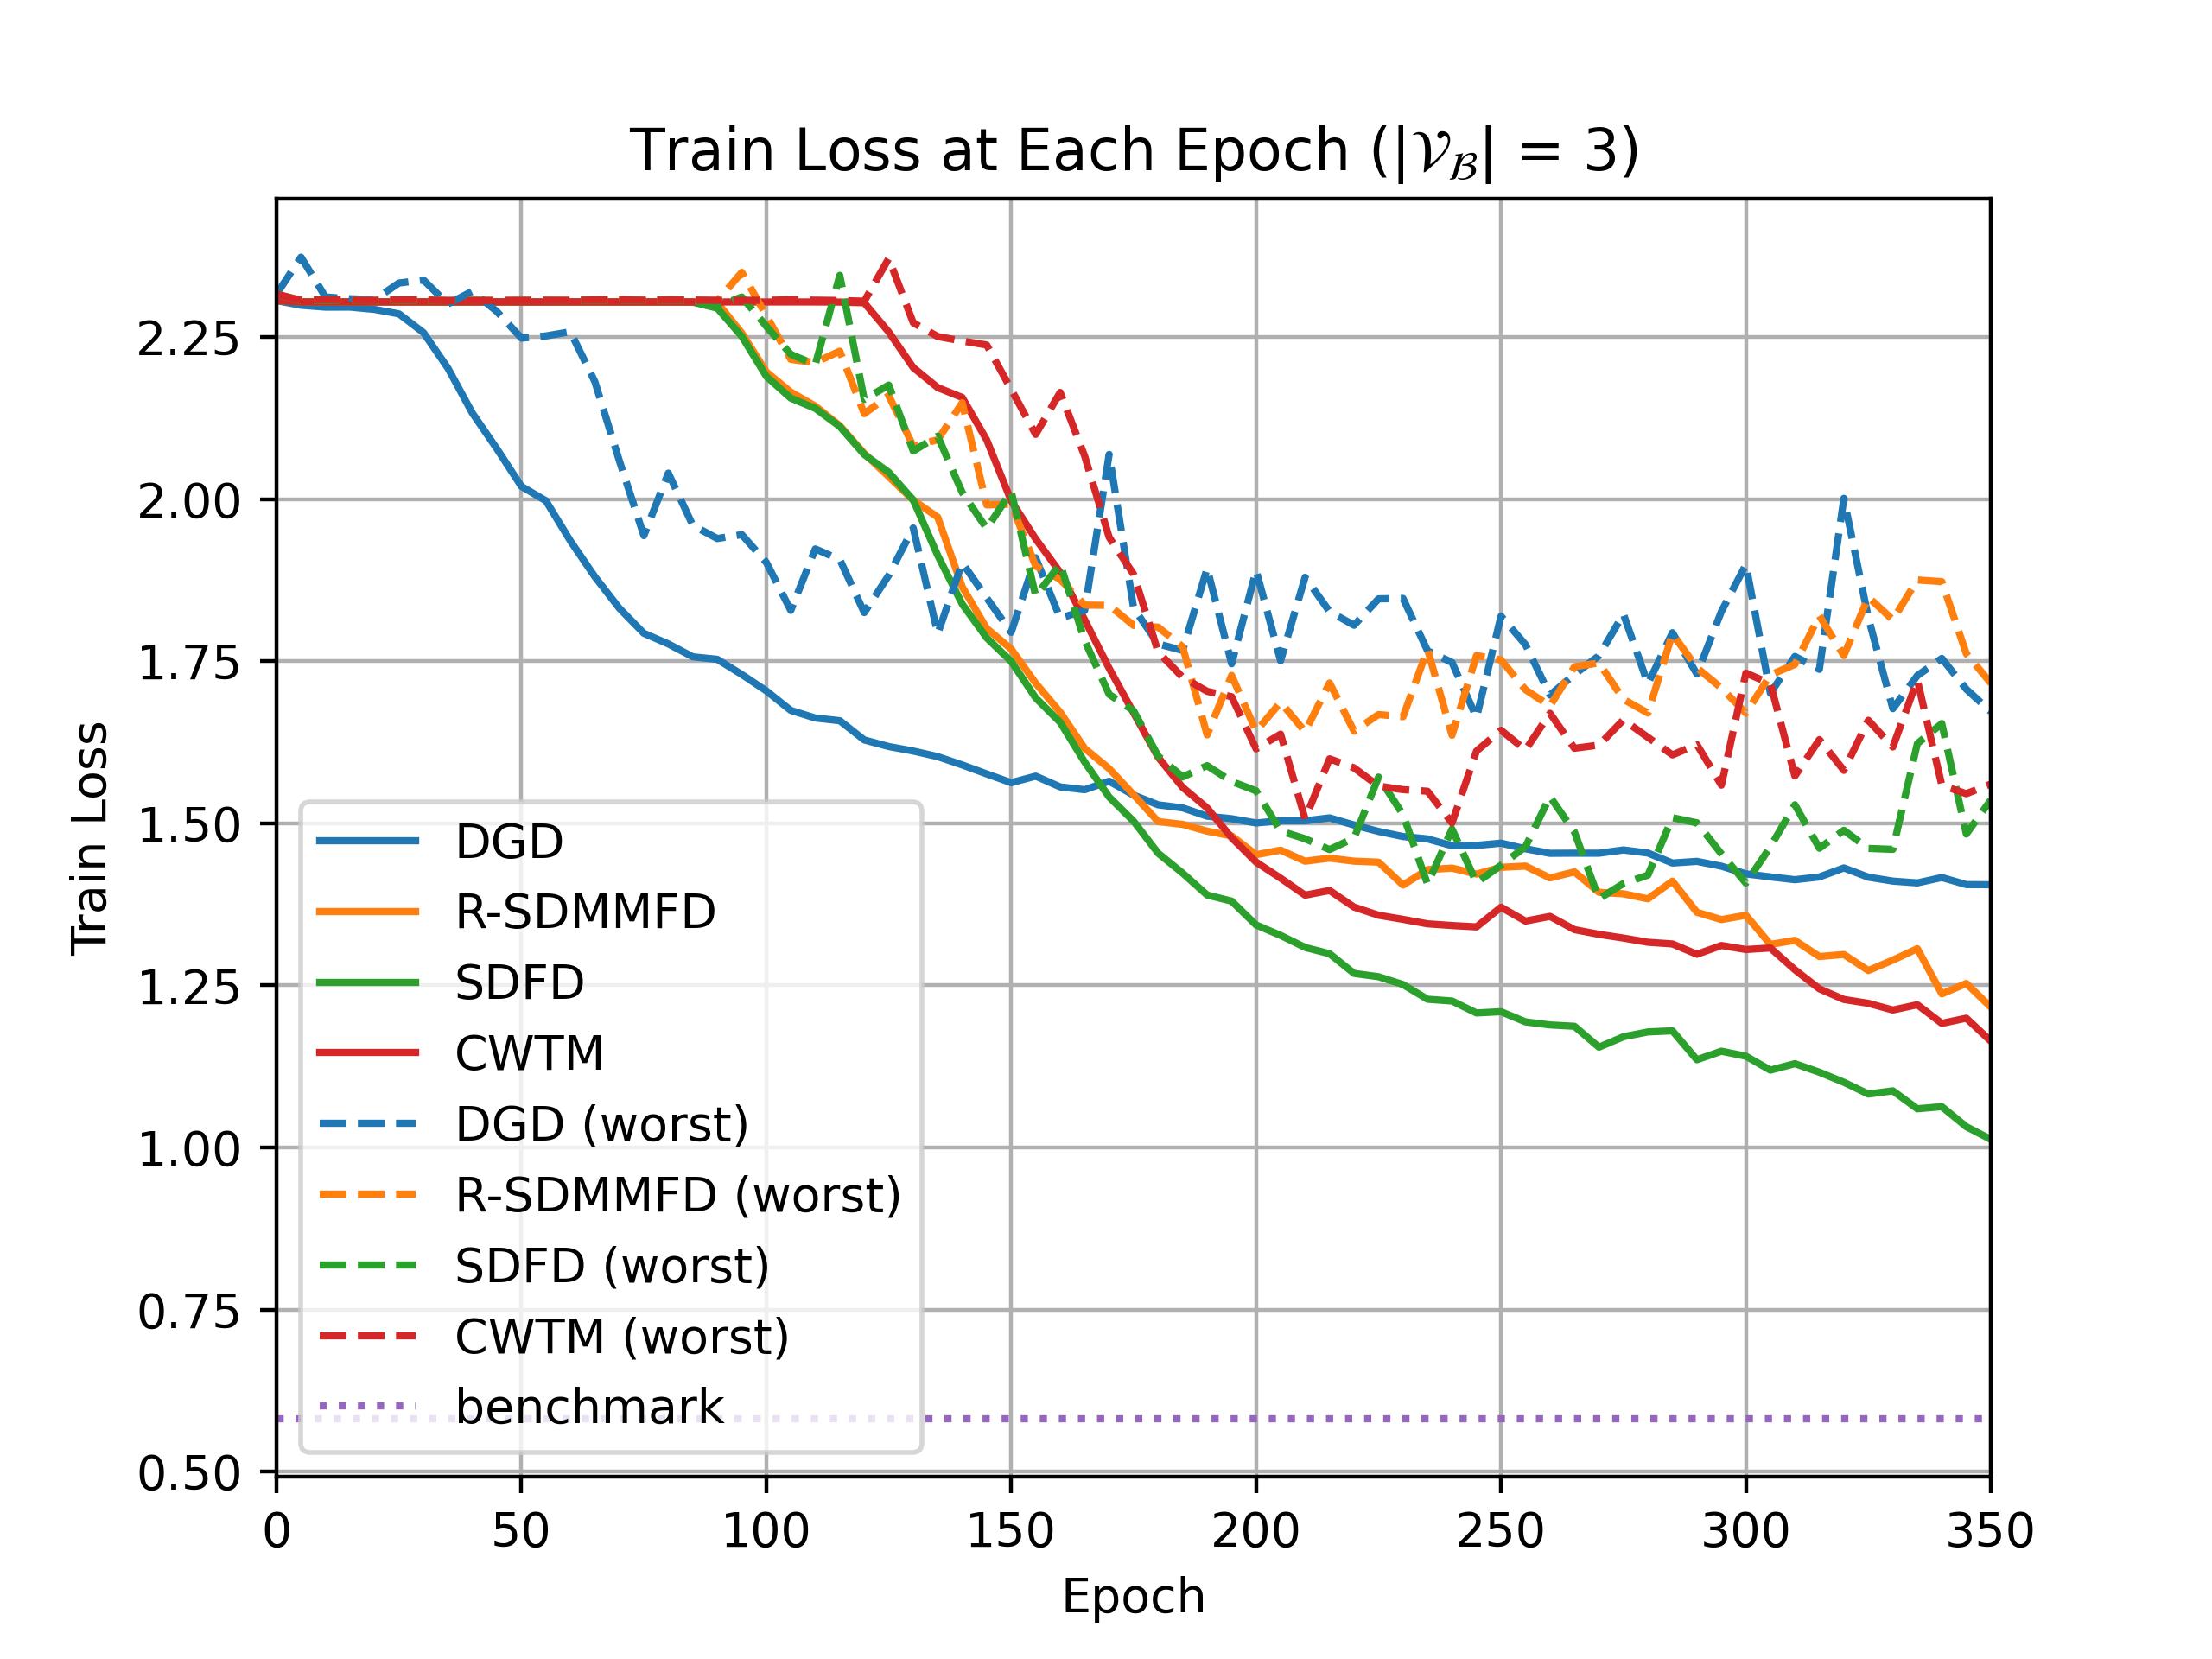 Train Loss at Each Epoch (|𝒱_ℬ| = 3)
Train Loss
2.25
2.00
1.75
1.50
1.25
1.00
0.75
0.50
DGD
R-SDMMFD
SDFD
CWTM
DGD (worst)
R-SDMMFD (worst)
SDFD (worst)
CWTM (worst)
benchmark
0 50 100 150 200 250 300 350
Epoch